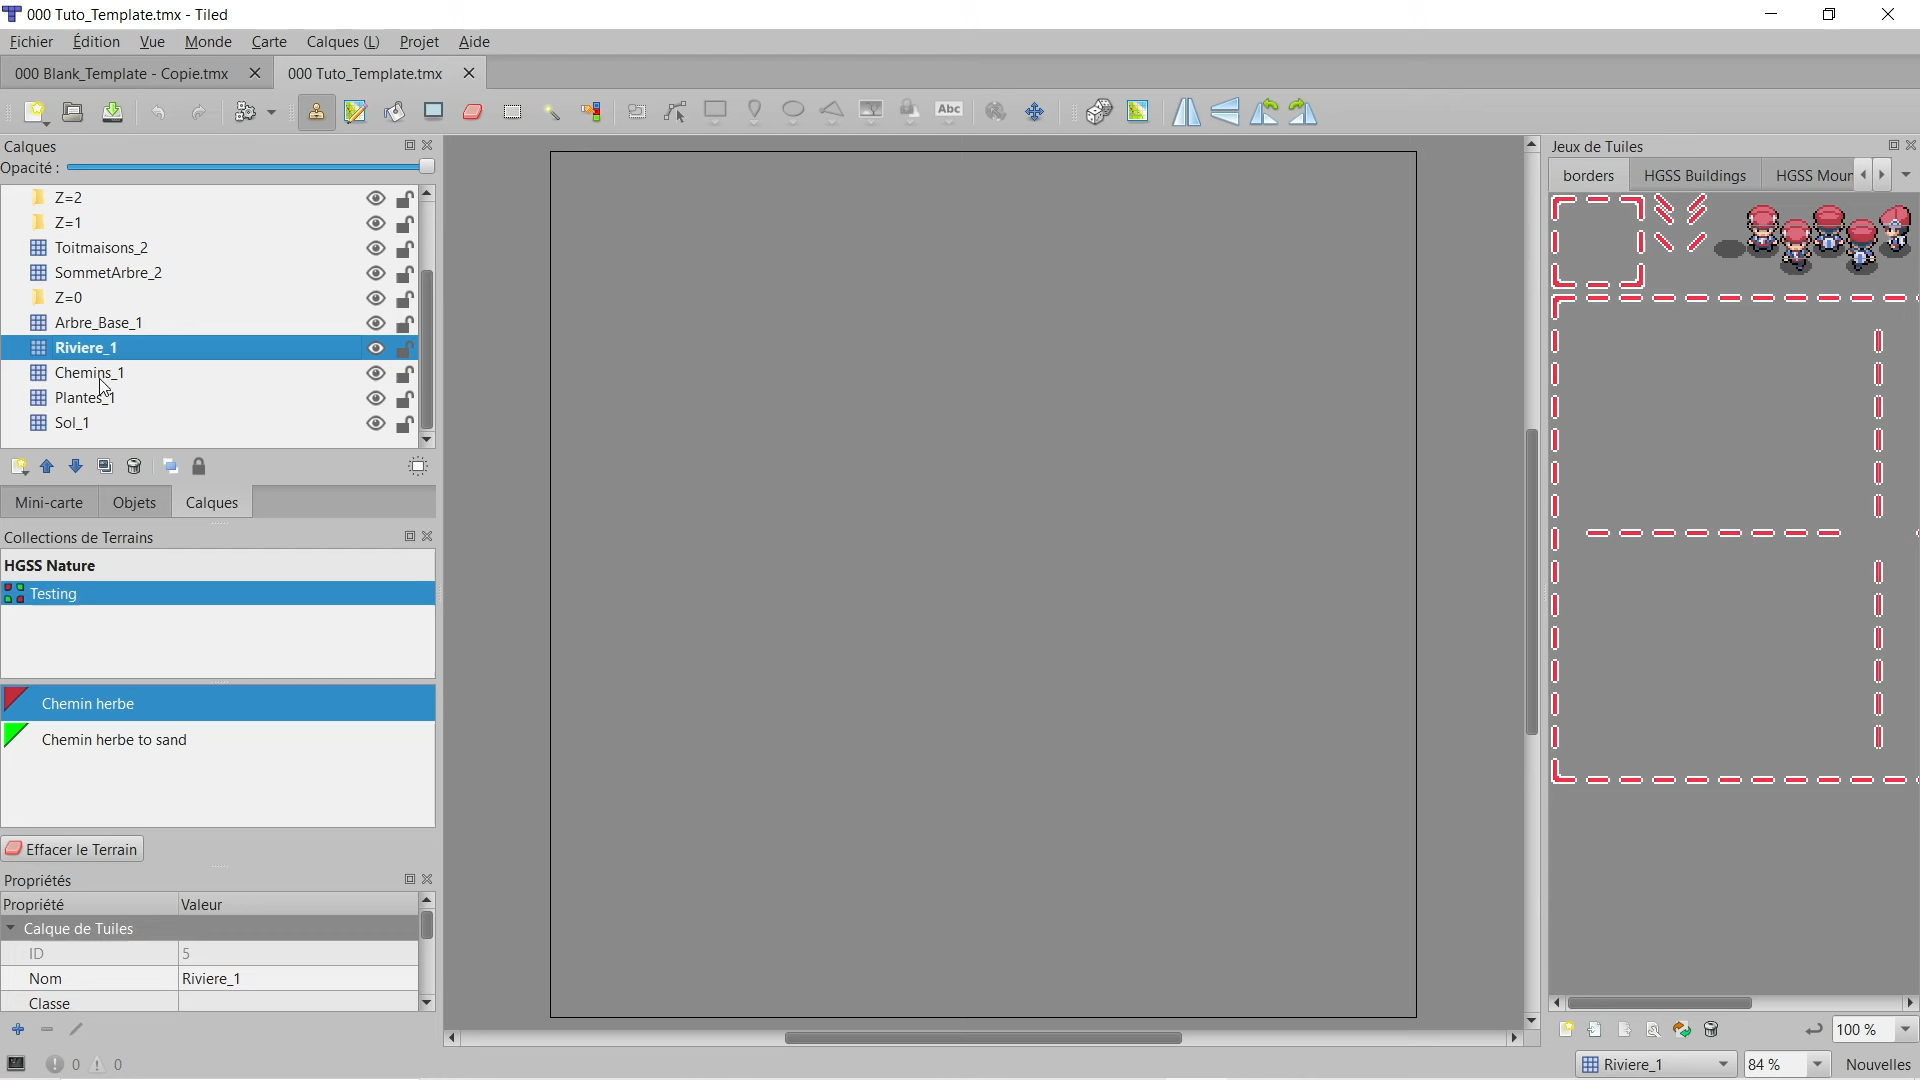 000 Tuto_Template.tmx - Tiled
Fichier Édition Vue Monde Carte Calques (L) Projet Aide
000 Blank_Template - Copie.tmx 000 Tuto_Template.tmx
Abc
Calques
Opacité :
Z=2
Z=1
Toitmaisons_2
SommetArbre_2
Z=0
Arbre_Base_1
Riviere_1
Chemins_1
Plantes_1
Sol_1
Mini-carte Objets Calques
Collections de Terrains
HGSS Nature
Testing
Chemin herbe
Chemin herbe to sand
Effacer le Terrain
Propriétés
Propriété Valeur
Calque de Tuiles
ID 5
Nom Riviere_1
Classe
0 0
Jeux de Tuiles
borders HGSS Buildings HGSS Moun
100 %
Riviere_1 84 % Nouvelles